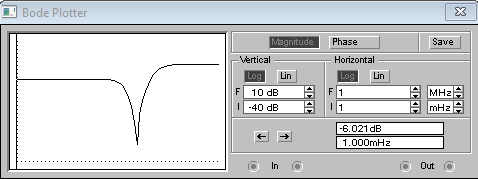 Bode Plotter
Magnitude Phase Save
Vertical Horizontal
Log Lin Log Lin
F 10 dB F 1 MHz
I -40 dB I 1 mHz
-6.021dB
1.000mHz
In Out